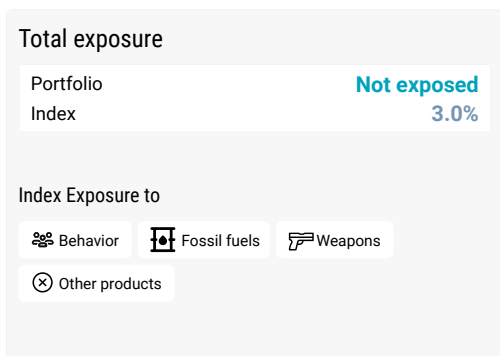 Total exposure
Portfolio Not exposed
Index 3.0%
Index Exposure to
Behavior Fossil fuels Weapons
Other products